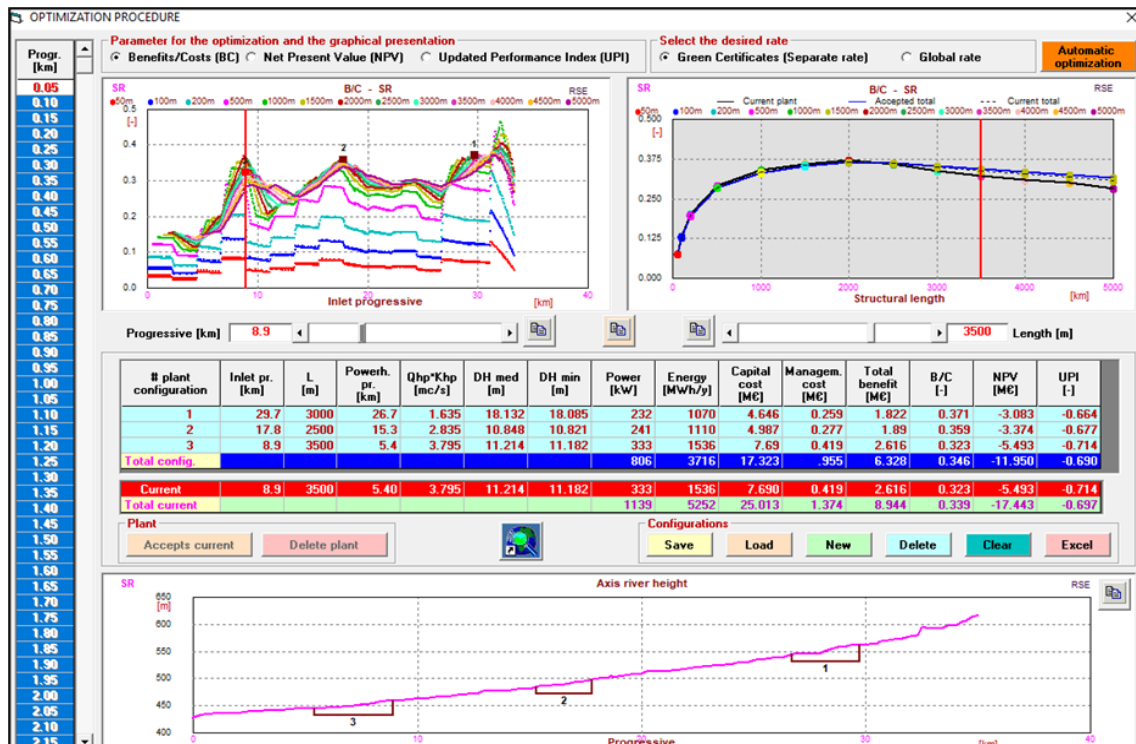 OPTIMIZATION PROCEDURE
Parameter for the optimization and the graphical presentation
Benefits/Costs (BC) Net Present Value (NPV) Updated Performance Index (UPI)
Select the desired rate
Green Certificates (Separate rate) Global rate
Automatic optimization
Progr. [km]
0.05
0.10
0.15
0.20
0.25
0.30
0.35
0.40
0.45
0.50
0.55
0.60
0.65
0.70
0.75
0.80
0.85
0.90
0.95
1.00
1.05
1.10
1.15
1.20
1.25
1.30
1.35
1.40
1.45
1.50
1.55
1.60
1.65
1.70
1.75
1.80
1.85
1.90
1.95
2.00
2.05
2.10
2.15
SR B/C - SR RSE
50m 100m 200m 500m 1000m 1500m 2000m 2500m 3000m 3500m 4000m 4500m 5000m
[-]
0.5
0.4
0.3
0.2
0.1
0.0
0 10 20 30 40
2 1
Inlet progressive [km]
SR B/C - SR RSE
Current plant Accepted total Current total
50m 100m 200m 500m 1000m 1500m 2000m 2500m 3000m 3500m 4000m 4500m 5000m
0.500
[-]
0.375
0.250
0.125
0.000
0 1000 2000 3000 4000 5000
Structural length [km]
Progressive [km] 8.9 3500 Length [m]
# plant configuration Inlet pr. [km] L [m] Powerh. pr. [km] Qhp*Khp [mc/s] DH med [m] DH min [m] Power [kW] Energy [MWh/y] Capital cost [M€] Managem. cost [M€] Total benefit [M€] B/C [-] NPV [M€] UPI [-]
1 29.7 3000 26.7 1.635 18.132 18.085 232 1070 4.646 0.259 1.822 0.371 -3.083 -0.664
2 17.8 2500 15.3 2.835 10.848 10.821 241 1110 4.987 0.277 1.89 0.359 -3.374 -0.677
3 8.9 3500 5.4 3.795 11.214 11.182 333 1536 7.69 0.419 2.616 0.323 -5.493 -0.714
Total config. 806 3716 17.323 .955 6.328 0.346 -11.950 -0.690
Current 8.9 3500 5.40 3.795 11.214 11.182 333 1536 7.690 0.419 2.616 0.323 -5.493 -0.714
Total current 1139 5252 25.013 1.374 8.944 0.339 -17.443 -0.697
Plant
Accepts current Delete plant
Configurations
Save Load New Delete Clear Excel
SR Axis river height RSE
650
[m]
600
550
500
450
400
1
2
3
0 10 20 30 40
Progressive [km]